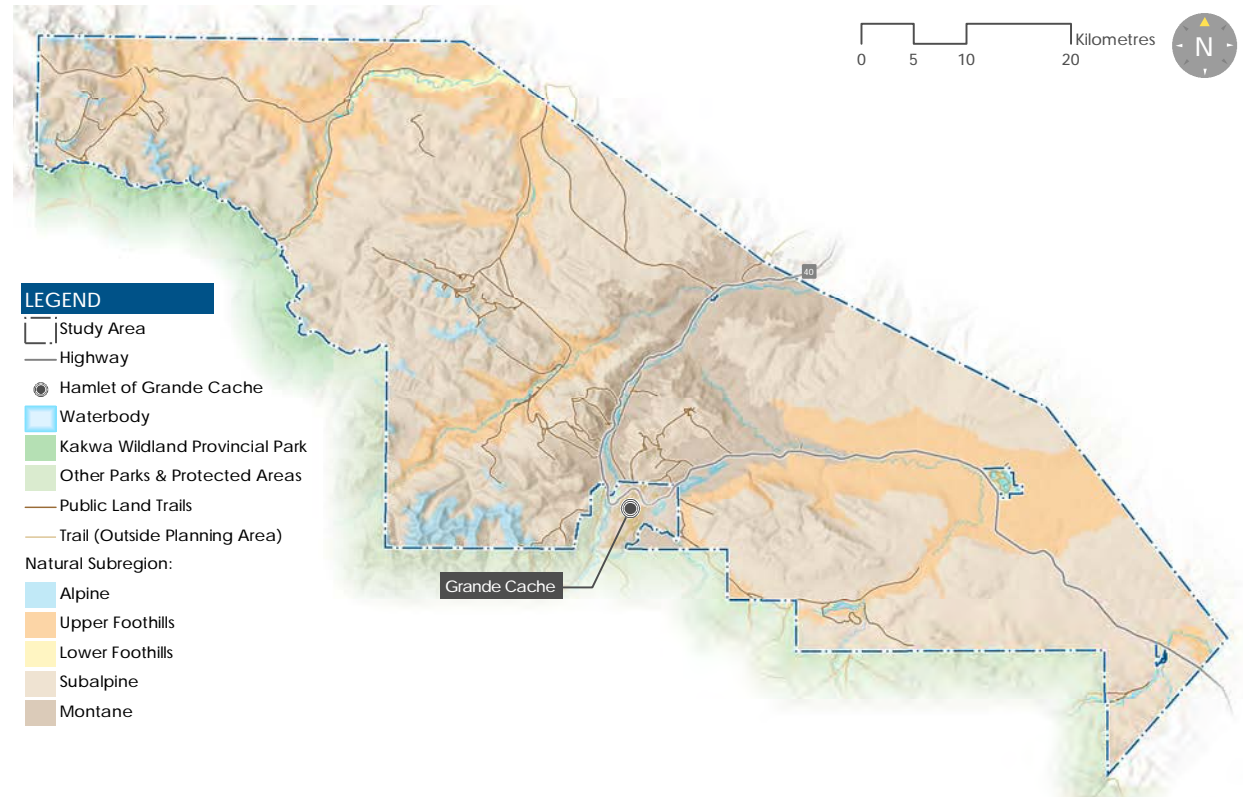 Kilometres
0 5 10 20
N
40
LEGEND
Study Area
Highway
Hamlet of Grande Cache
Waterbody
Kakwa Wildland Provincial Park
Other Parks & Protected Areas
Public Land Trails
Trail (Outside Planning Area)
Natural Subregion:
Alpine
Upper Foothills
Lower Foothills
Subalpine
Montane
Grande Cache